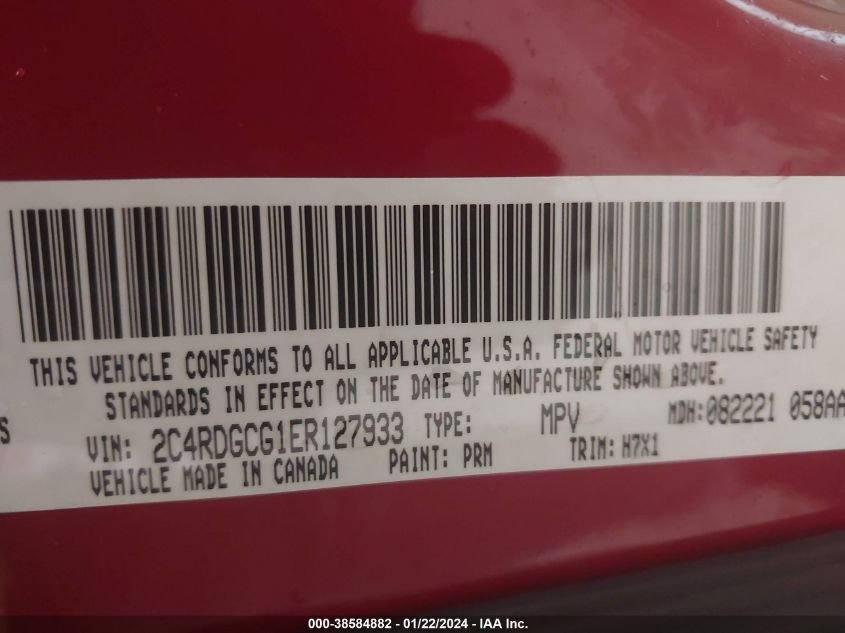 THIS VEHICLE CONFORMS TO ALL APPLICABLE U.S.A. FEDERAL MOTOR VEHICLE SAFETY
STANDARDS IN EFFECT ON THE DATE OF MANUFACTURE SHOWN ABOVE.
S
VIN: 2C4RDGCG1ER127933 TYPE: MPV MDH:082221 058AA
VEHICLE MADE IN CANADA PAINT: PRM TRIM: H7X1
000-38584882 / 01/22/2024 - IAA Inc.